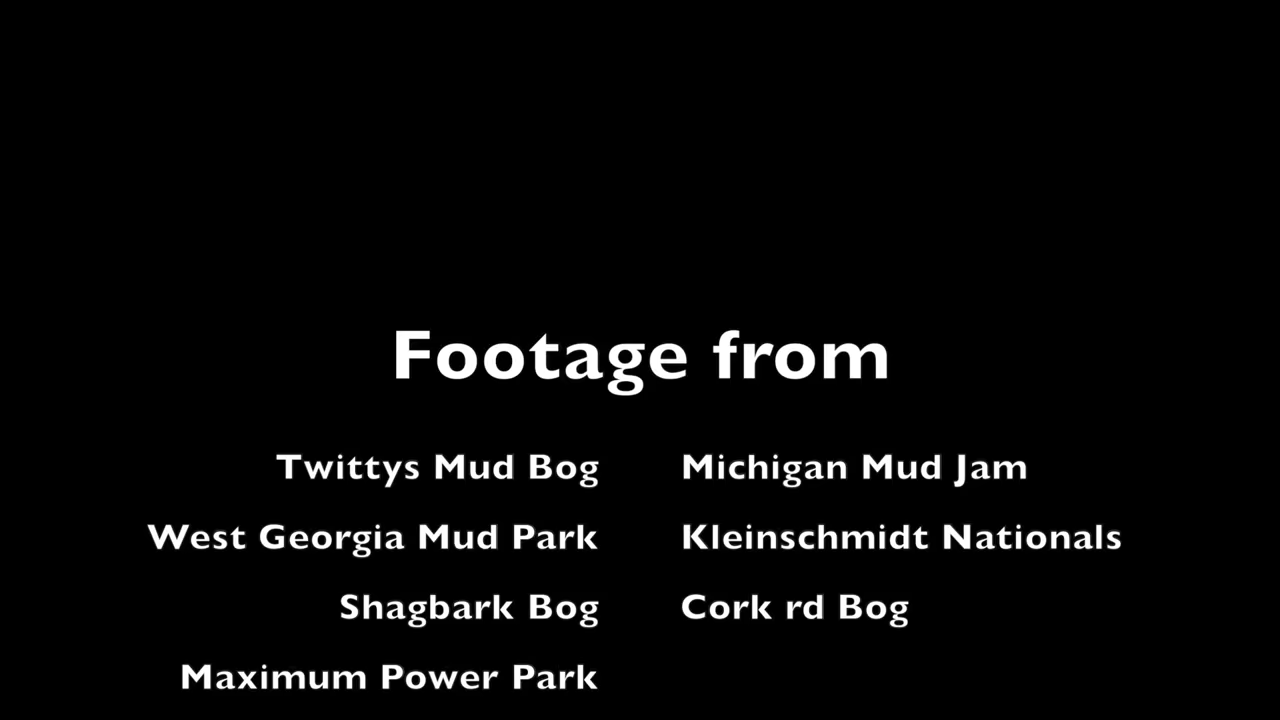 Footage from
Twittys Mud Bog Michigan Mud Jam
West Georgia Mud Park Kleinschmidt Nationals
Shagbark Bog Cork rd Bog
Maximum Power Park